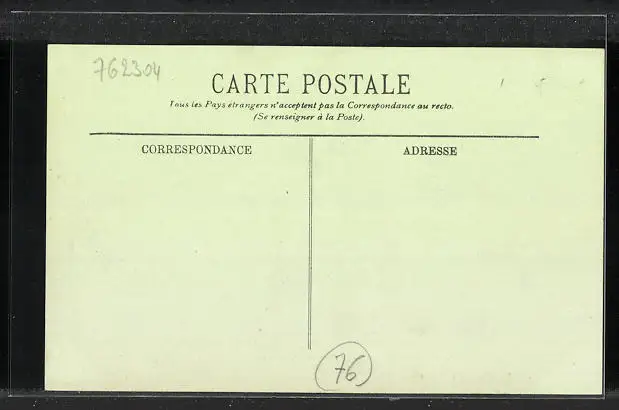 762304
CARTE POSTALE
Tous les Pays étrangers n'acceptent pas la Correspondance au recto.
(Se renseigner à la Poste).
CORRESPONDANCE
ADRESSE
76